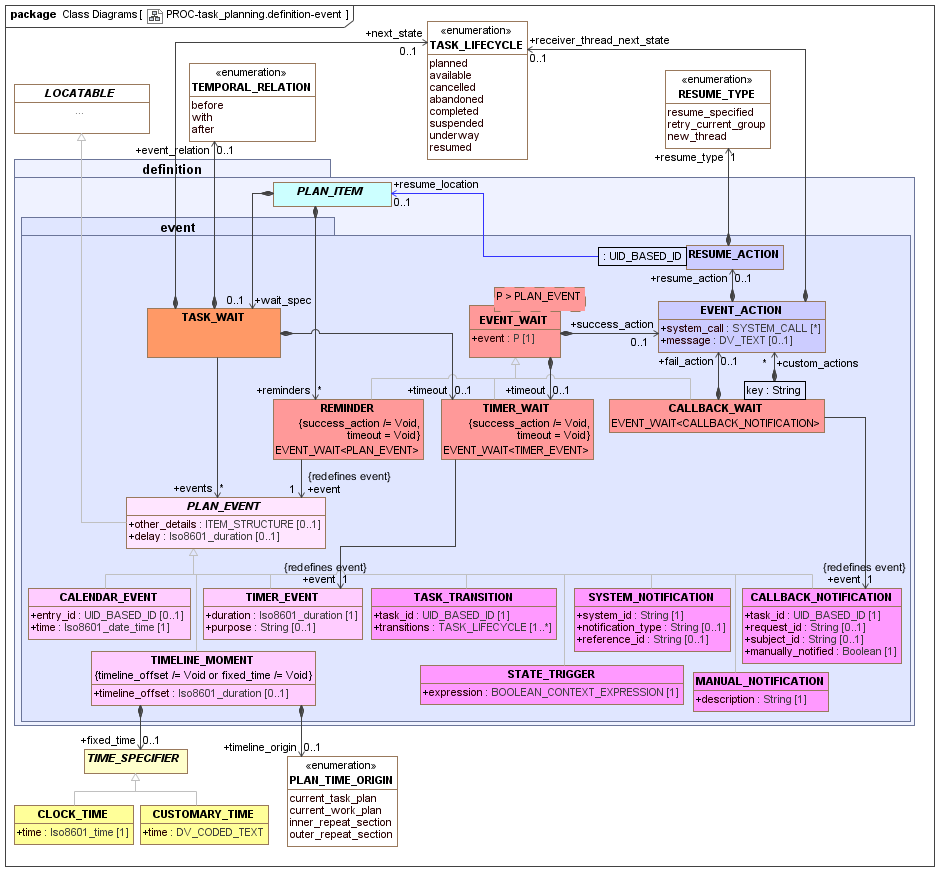 package Class Diagrams [ PROC-task_planning.definition-event ]
+next_state
0..1
«enumeration»
TASK_LIFECYCLE
planned
available
cancelled
abandoned
completed
suspended
underway
resumed
+receiver_thread_next_state
0..1
«enumeration»
TEMPORAL_RELATION
before
with
after
«enumeration»
RESUME_TYPE
resume_specified
retry_current_group
new_thread
LOCATABLE
...
+event_relation 0..1
+resume_type 1
definition
PLAN_ITEM
+resume_location
0..1
event
: UID_BASED_ID
RESUME_ACTION
+resume_action 0..1
0..1 +wait_spec
P > PLAN_EVENT
TASK_WAIT
EVENT_WAIT
+event : P [1]
+success_action
0..1
EVENT_ACTION
+system_call : SYSTEM_CALL [*]
+message : DV_TEXT [0..1]
+fail_action 0..1
* +custom_actions
key : String
+reminders *
+timeout 0..1
+timeout 0..1
REMINDER
{success_action /= Void,
timeout = Void}
EVENT_WAIT<PLAN_EVENT>
TIMER_WAIT
{success_action /= Void,
timeout = Void}
EVENT_WAIT<TIMER_EVENT>
CALLBACK_WAIT
EVENT_WAIT<CALLBACK_NOTIFICATION>
+events *
{redefines event}
1 +event
PLAN_EVENT
+other_details : ITEM_STRUCTURE [0..1]
+delay : Iso8601_duration [0..1]
{redefines event}
+event 1
{redefines event}
+event 1
CALENDAR_EVENT
+entry_id : UID_BASED_ID [0..1]
+time : Iso8601_date_time [1]
TIMER_EVENT
+duration : Iso8601_duration [1]
+purpose : String [0..1]
TASK_TRANSITION
+task_id : UID_BASED_ID [1]
+transitions : TASK_LIFECYCLE [1..*]
SYSTEM_NOTIFICATION
+system_id : String [1]
+notification_type : String [0..1]
+reference_id : String [0..1]
CALLBACK_NOTIFICATION
+task_id : UID_BASED_ID [1]
+request_id : String [0..1]
+subject_id : String [0..1]
+manually_notified : Boolean [1]
TIMELINE_MOMENT
{timeline_offset /= Void or fixed_time /= Void}
+timeline_offset : Iso8601_duration [0..1]
STATE_TRIGGER
+expression : BOOLEAN_CONTEXT_EXPRESSION [1]
MANUAL_NOTIFICATION
+description : String [1]
+fixed_time 0..1
+timeline_origin 0..1
TIME_SPECIFIER
«enumeration»
PLAN_TIME_ORIGIN
current_task_plan
current_work_plan
inner_repeat_section
outer_repeat_section
CLOCK_TIME
+time : Iso8601_time [1]
CUSTOMARY_TIME
+time : DV_CODED_TEXT